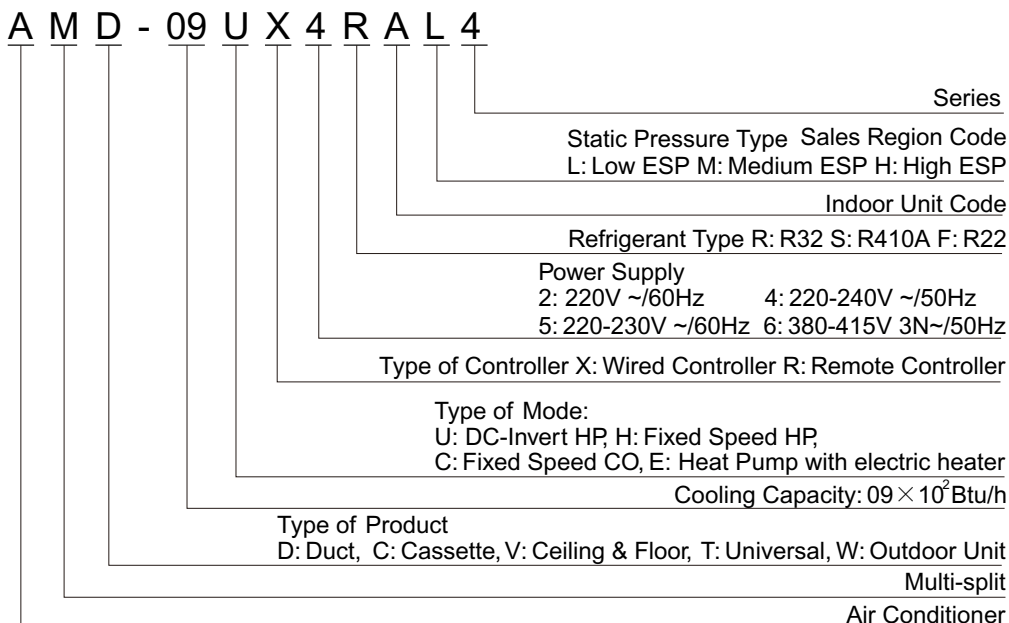 A M D - 09 U X 4 R A L 4
Series
Static Pressure Type Sales Region Code
L: Low ESP M: Medium ESP H: High ESP
Indoor Unit Code
Refrigerant Type R: R32 S: R410A F: R22
Power Supply
2: 220V ~/60Hz 4: 220-240V ~/50Hz
5: 220-230V ~/60Hz 6: 380-415V 3N~/50Hz
Type of Controller X: Wired Controller R: Remote Controller
Type of Mode:
U: DC-Invert HP, H: Fixed Speed HP,
C: Fixed Speed CO, E: Heat Pump with electric heater
Cooling Capacity: 09×10²Btu/h
Type of Product
D: Duct, C: Cassette, V: Ceiling & Floor, T: Universal, W: Outdoor Unit
Multi-split
Air Conditioner